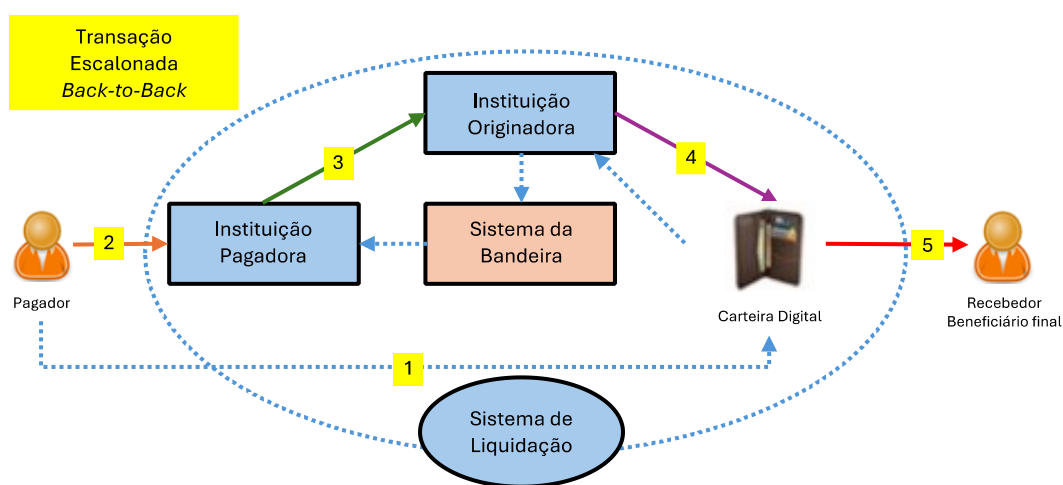 Transação
Escalonada
Back-to-Back
Instituição
Originadora
3
4
Instituição
Pagadora
Sistema da
Bandeira
2
5
Pagador
Carteira Digital
Recebedor
Beneficiário final
1
Sistema de
Liquidação